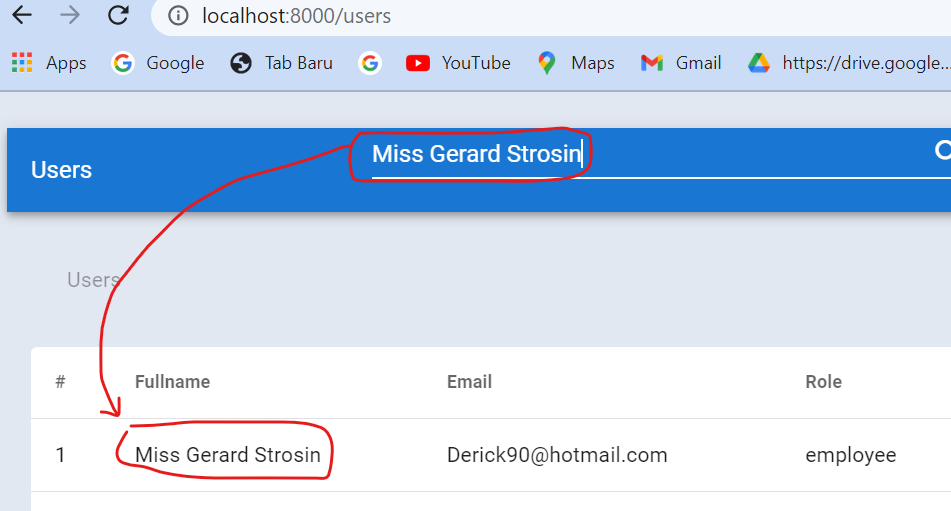 localhost:8000/users
Apps Google Tab Baru YouTube Maps Gmail https://drive.google...
Users Miss Gerard Strosin
Users
# Fullname Email Role
1 Miss Gerard Strosin Derick90@hotmail.com employee